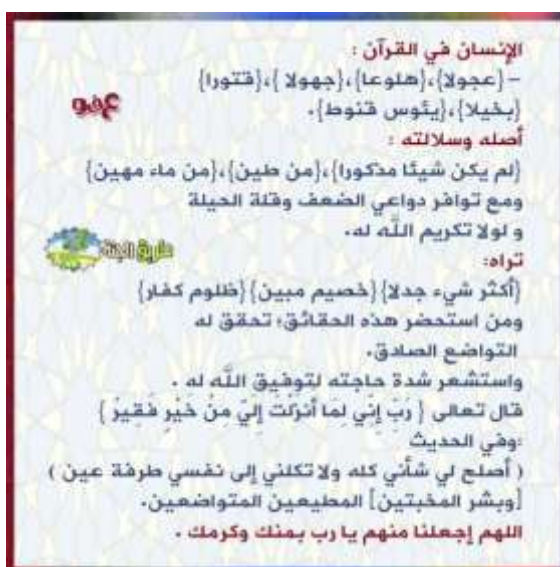 الإنسان في القرآن :
– {عجولا}،{هلوعا}،{جهولا }،{قتورا}
{بخيلا}،{يئوس قنوط}.
عفو
أصله وسلالته :
{لم يكن شيئا مذكورا}،{من طين}،{من ماء مهين}
ومع توافر دواعي الضعف وقلة الحيلة
و لولا تكريم الله له.
طريق الجنة
تراه:
{أكثر شيء جدلا}{خصيم مبين}{ظلوم كفار}
ومن استحضر هذه الحقائق؛ تحقق له
التواضع الصادق.
واستشعر شدة حاجته لتوفيق الله له .
قال تعالى { رَبِّ إِنِّي لِمَا أَنزَلْتَ إِلَيَّ مِنْ خَيْرٍ فَقِيرٌ }
:وفي الحديث
( أصلح لي شأني كله ولا تكلني إلى نفسي طرفة عين )
[وبشر المخبتين] المطيعين المتواضعين.
اللهم إجعلنا منهم يا رب بمنك وكرمك .